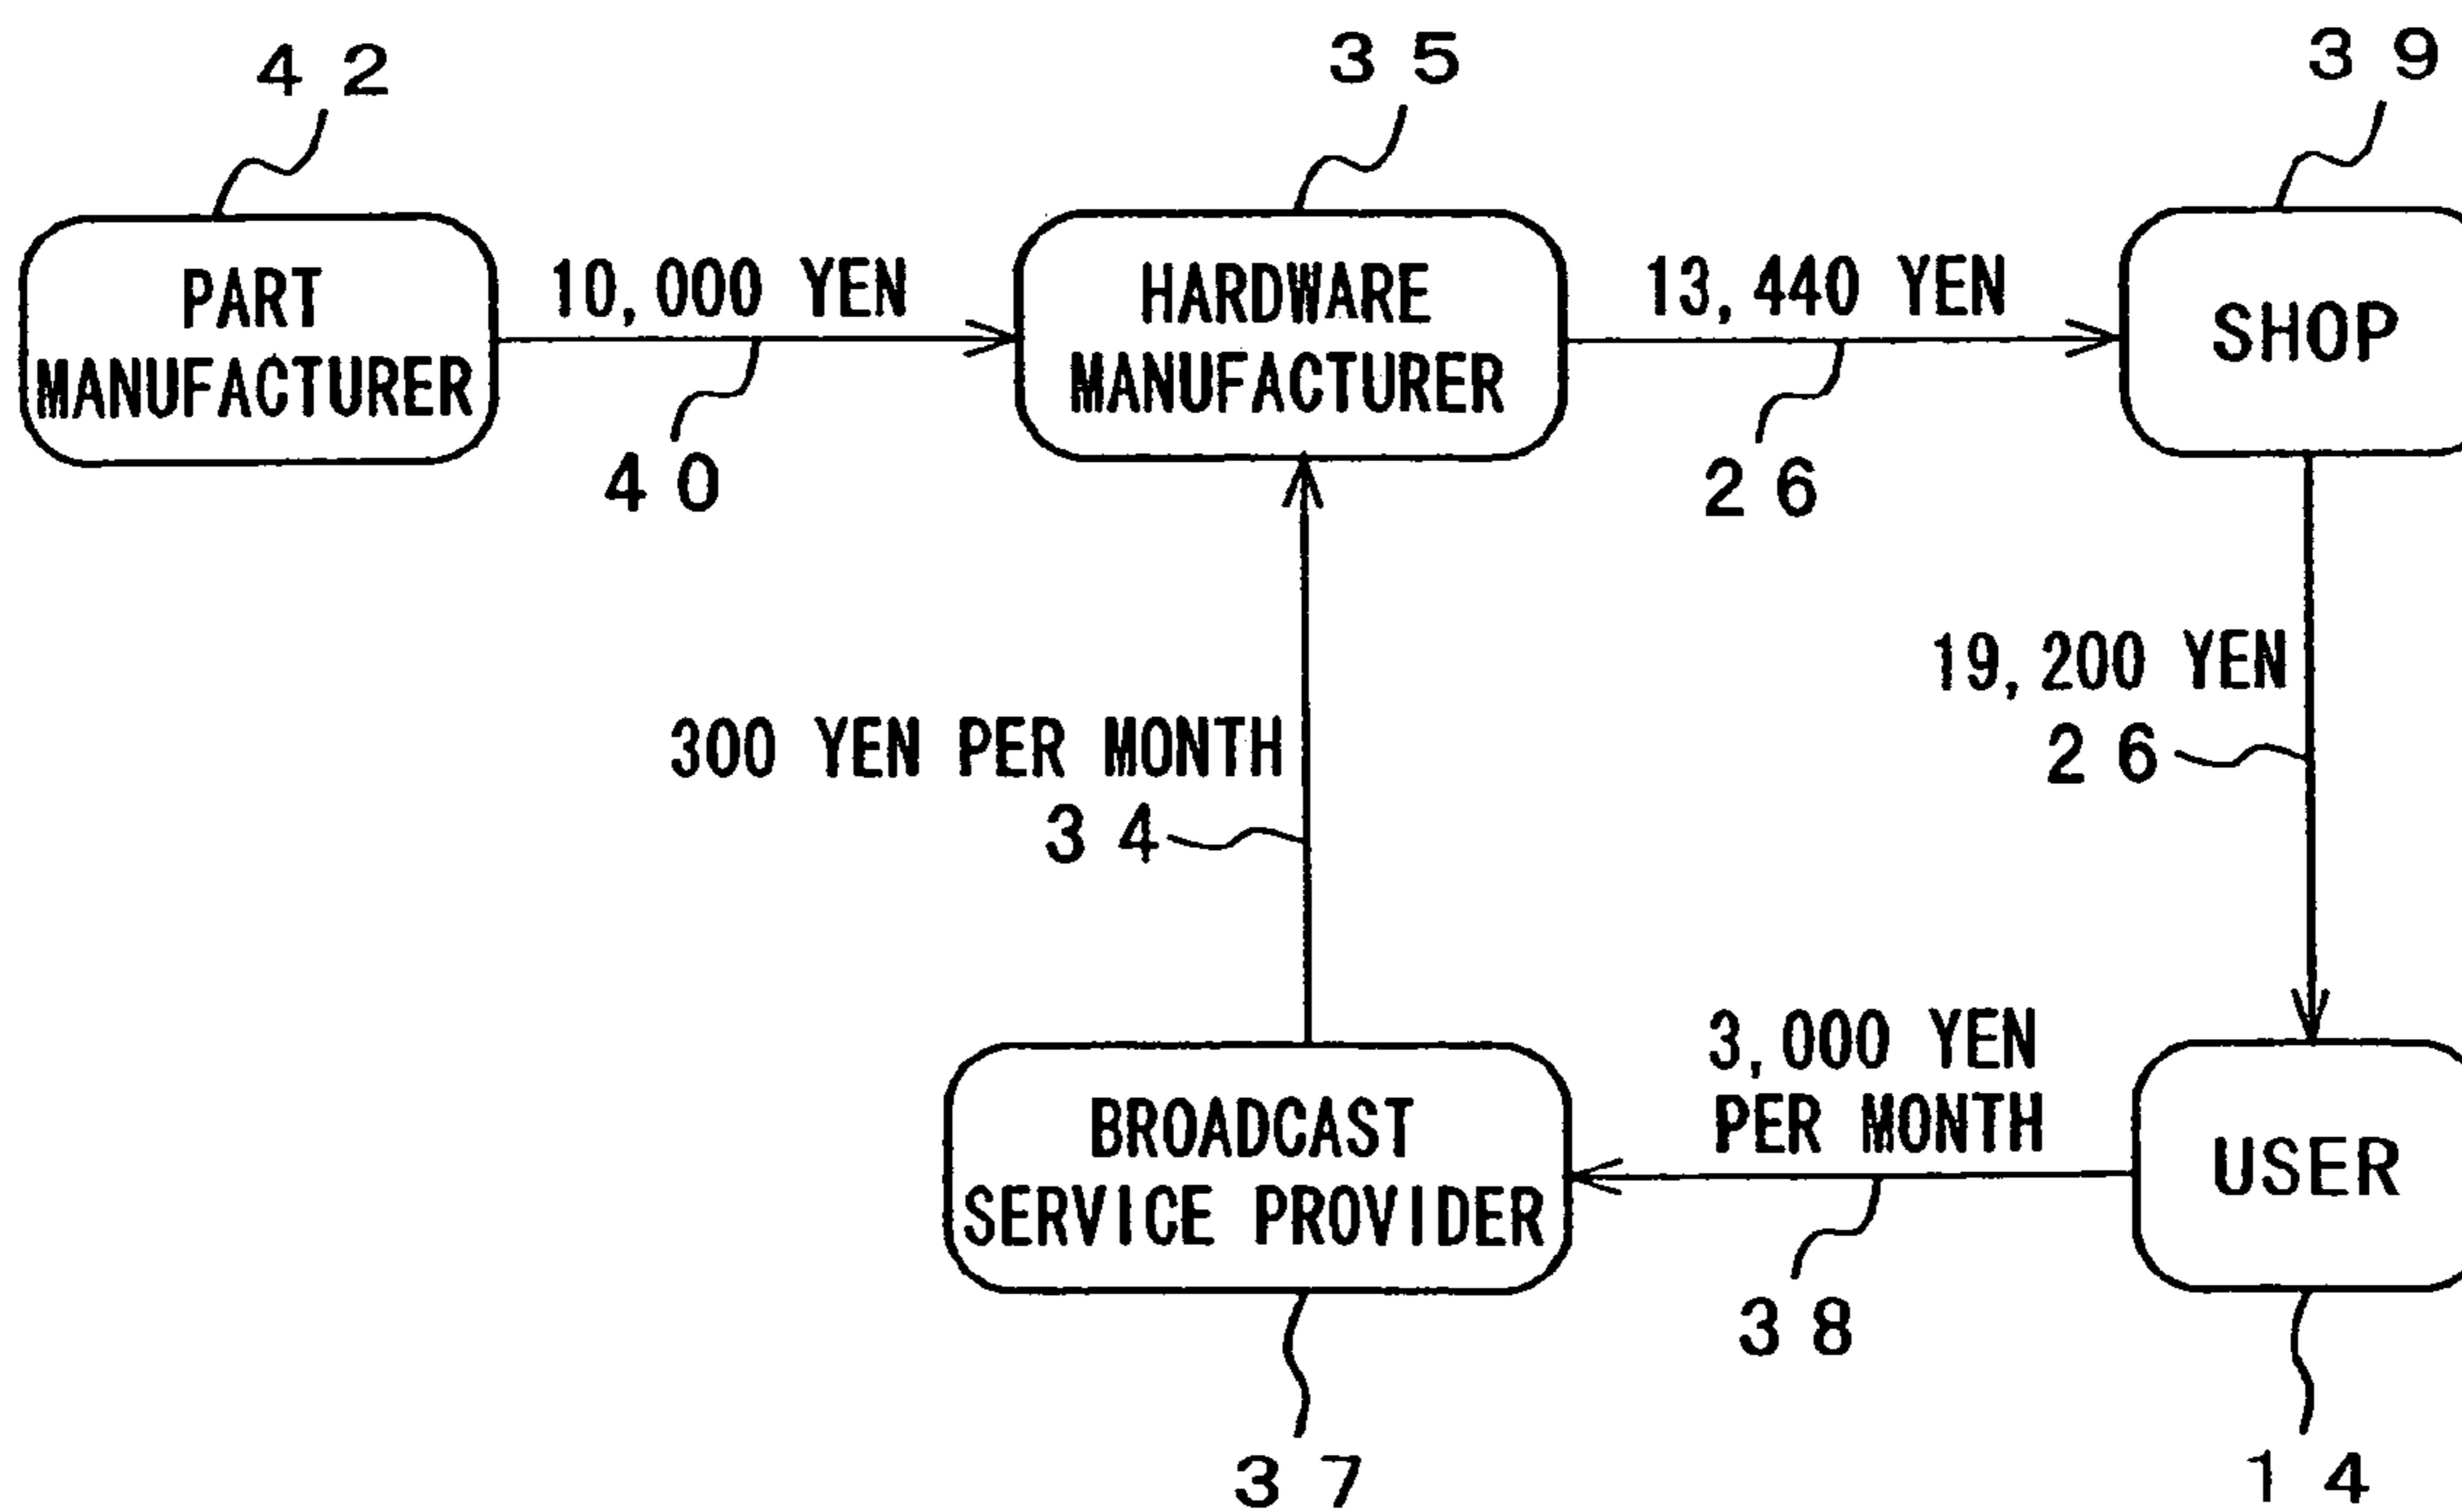 42
35
39
PART
MANUFACTURER
10,000 YEN
40
HARDWARE
MANUFACTURER
13,440 YEN
26
SHOP
300 YEN PER MONTH
34
19,200 YEN
26
BROADCAST
SERVICE PROVIDER
3,000 YEN
PER MONTH
38
USER
37
14